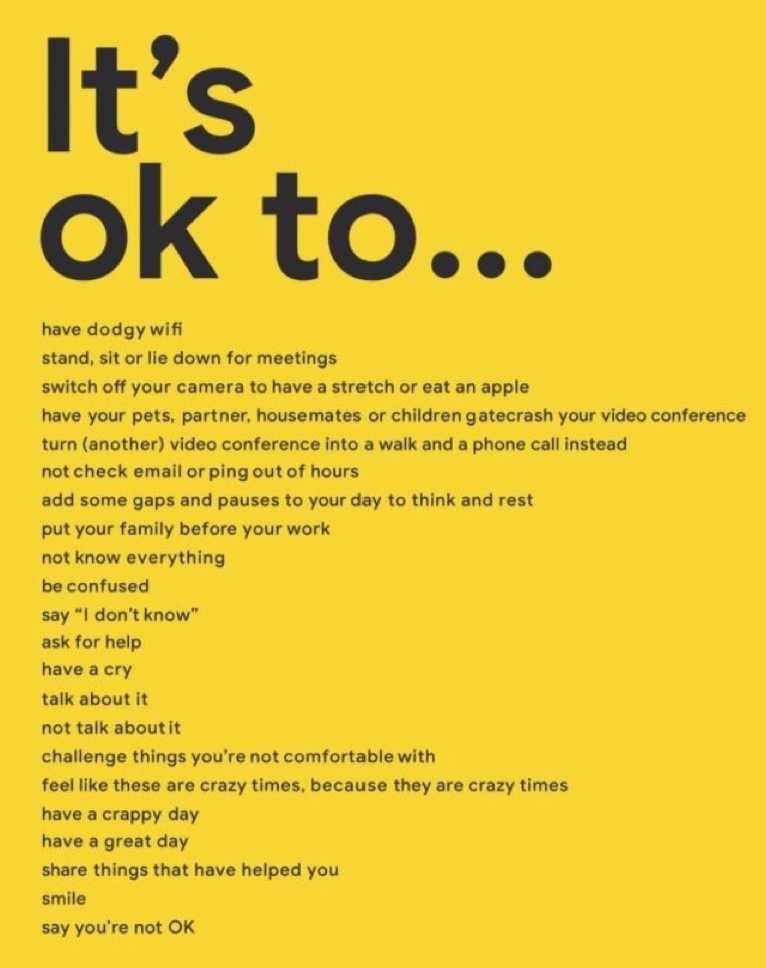 It's
ok to...
have dodgy wifi
stand, sit or lie down for meetings
switch off your camera to have a stretch or eat an apple
have your pets, partner, housemates or children gatecrash your video conference
turn (another) video conference into a walk and a phone call instead
not check email or ping out of hours
add some gaps and pauses to your day to think and rest
put your family before your work
not know everything
be confused
say “I don't know”
ask for help
have a cry
talk about it
not talk about it
challenge things you're not comfortable with
feel like these are crazy times, because they are crazy times
have a crappy day
have a great day
share things that have helped you
smile
say you're not OK